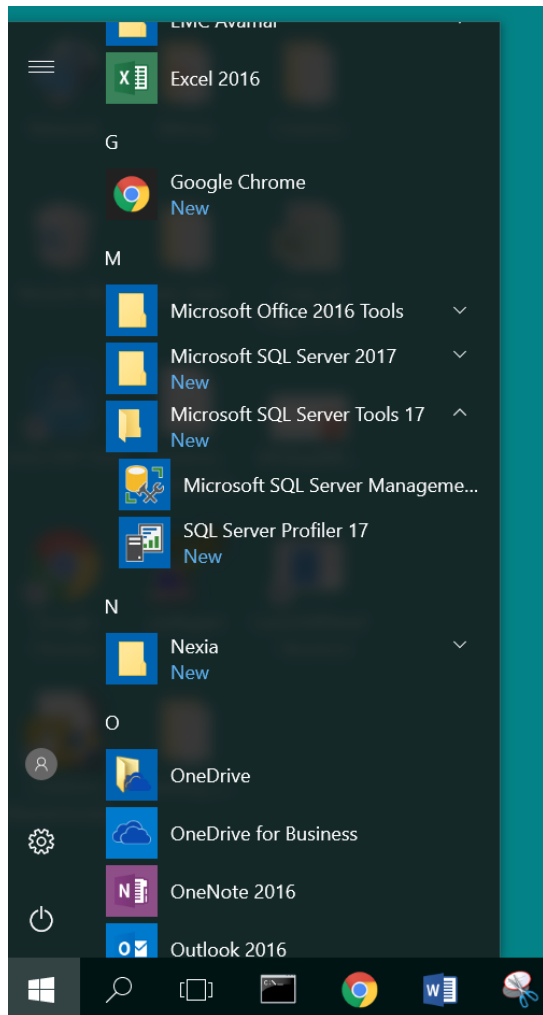 EMC Avamar
Excel 2016
G
Google Chrome
New
M
Microsoft Office 2016 Tools
Microsoft SQL Server 2017
New
Microsoft SQL Server Tools 17
New
Microsoft SQL Server Manageme...
SQL Server Profiler 17
New
N
Nexia
New
O
OneDrive
OneDrive for Business
OneNote 2016
Outlook 2016